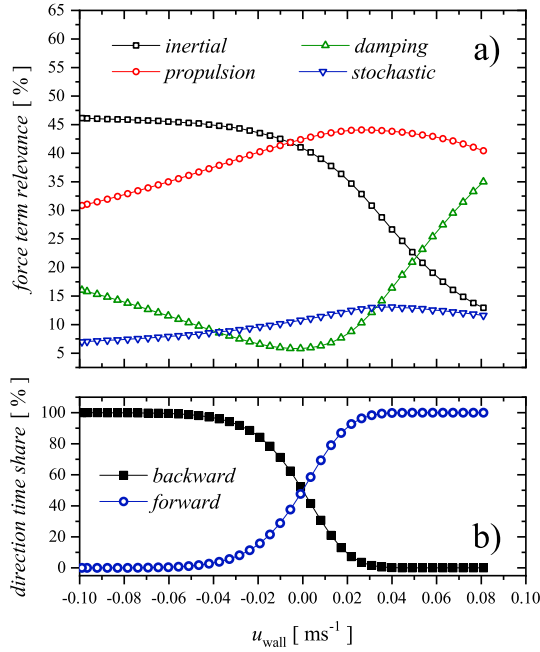 65
60
55
50
45
40
35
30
25
20
15
10
5
force term relevance [ % ]
inertial
damping
propulsion
stochastic
a)
100
80
60
40
20
0
direction time share [ % ]
backward
forward
b)
-0.10 -0.08 -0.06 -0.04 -0.02 0.00 0.02 0.04 0.06 0.08 0.10
u_wall [ ms⁻¹ ]